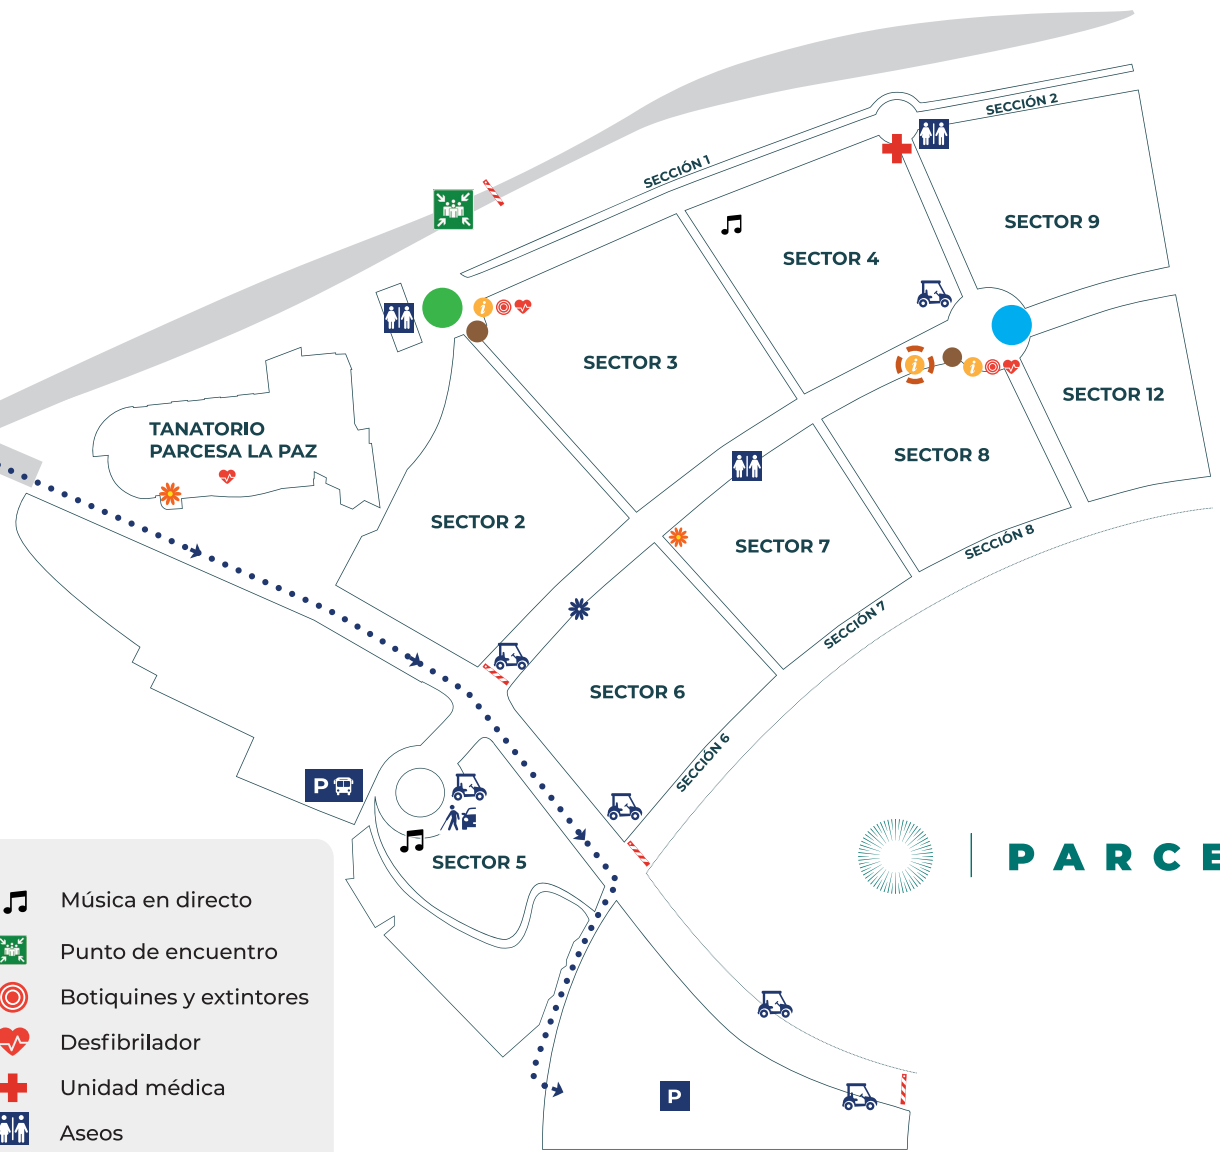 SECCIÓN 2
SECCIÓN 1
SECTOR 9
SECTOR 4
SECTOR 3
SECTOR 12
TANATORIO
PARCESA LA PAZ
SECTOR 8
SECTOR 2
SECTOR 7
SECCIÓN 8
SECCIÓN 7
SECTOR 6
SECCIÓN 6
P
SECTOR 5
PARCE
Música en directo
Punto de encuentro
Botiquines y extintores
Desfibrilador
Unidad médica
P
Aseos